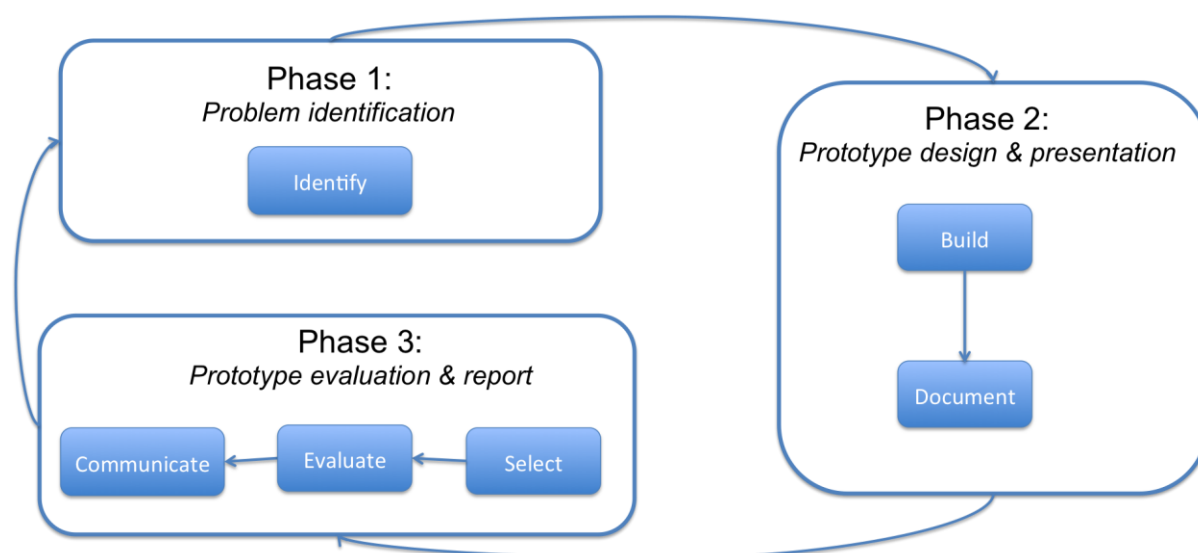 Phase 1:
Problem identification
Identify
Phase 2:
Prototype design & presentation
Build
Document
Phase 3:
Prototype evaluation & report
Communicate
Evaluate
Select